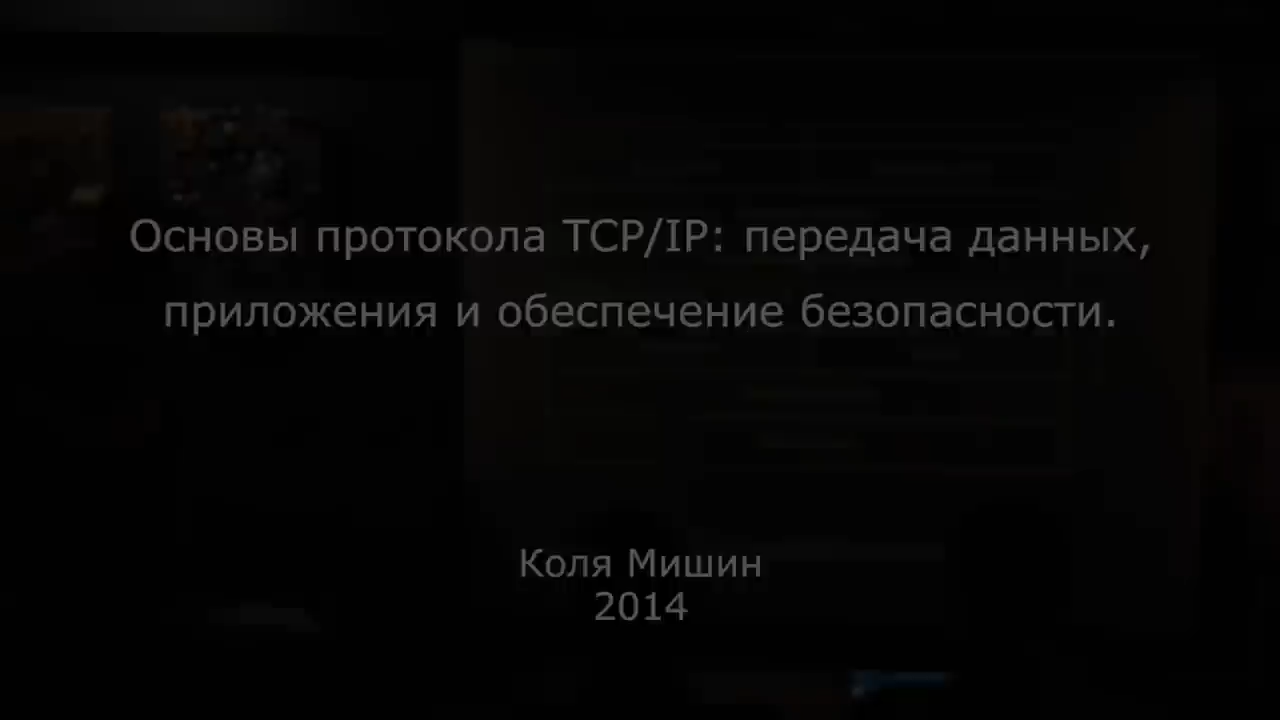 Основы протокола TCP/IP: передача данных,
приложения и обеспечение безопасности.
Коля Мишин
2014